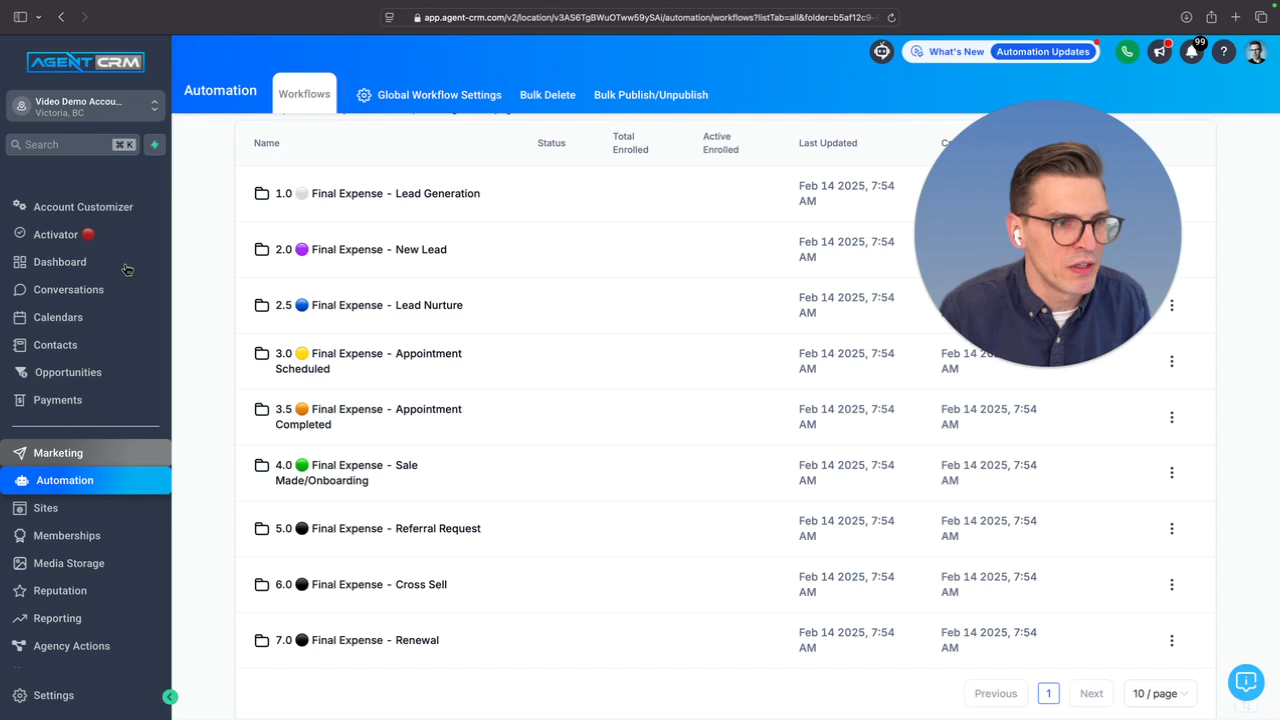 app.agent-crm.com/v2/location/v3AS6TgBWuOTww59ySAi/automation/workflows?listTab=all&folder=b5af12c9-
AGENT CRM
Video Demo Accou...
Victoria, BC
Search
⌘ K
Account Customizer
Activator
Dashboard
Conversations
Calendars
Contacts
Opportunities
Payments
Marketing
Automation
Sites
Memberships
Media Storage
Reputation
Reporting
Agency Actions
Settings
What's New
Automation Updates
99
Automation
Workflows
Global Workflow Settings
Bulk Delete
Bulk Publish/Unpublish
Name
Status
Total
Enrolled
Active
Enrolled
Last Updated
1.0 ⚪ Final Expense - Lead Generation
Feb 14 2025, 7:54
AM
2.0 🟣 Final Expense - New Lead
Feb 14 2025, 7:54
AM
2.5 🔵 Final Expense - Lead Nurture
Feb 14 2025, 7:54
AM
3.0 🟡 Final Expense - Appointment
Scheduled
Feb 14 2025, 7:54
AM
Feb 14 20
AM
3.5 🟠 Final Expense - Appointment
Completed
Feb 14 2025, 7:54
AM
Feb 14 2025, 7:54
AM
4.0 🟢 Final Expense - Sale
Made/Onboarding
Feb 14 2025, 7:54
AM
Feb 14 2025, 7:54
AM
5.0 ⚫ Final Expense - Referral Request
Feb 14 2025, 7:54
AM
Feb 14 2025, 7:54
AM
6.0 ⚫ Final Expense - Cross Sell
Feb 14 2025, 7:54
AM
Feb 14 2025, 7:54
AM
7.0 ⚫ Final Expense - Renewal
Feb 14 2025, 7:54
AM
Feb 14 2025, 7:54
AM
Previous
1
Next
10 / page